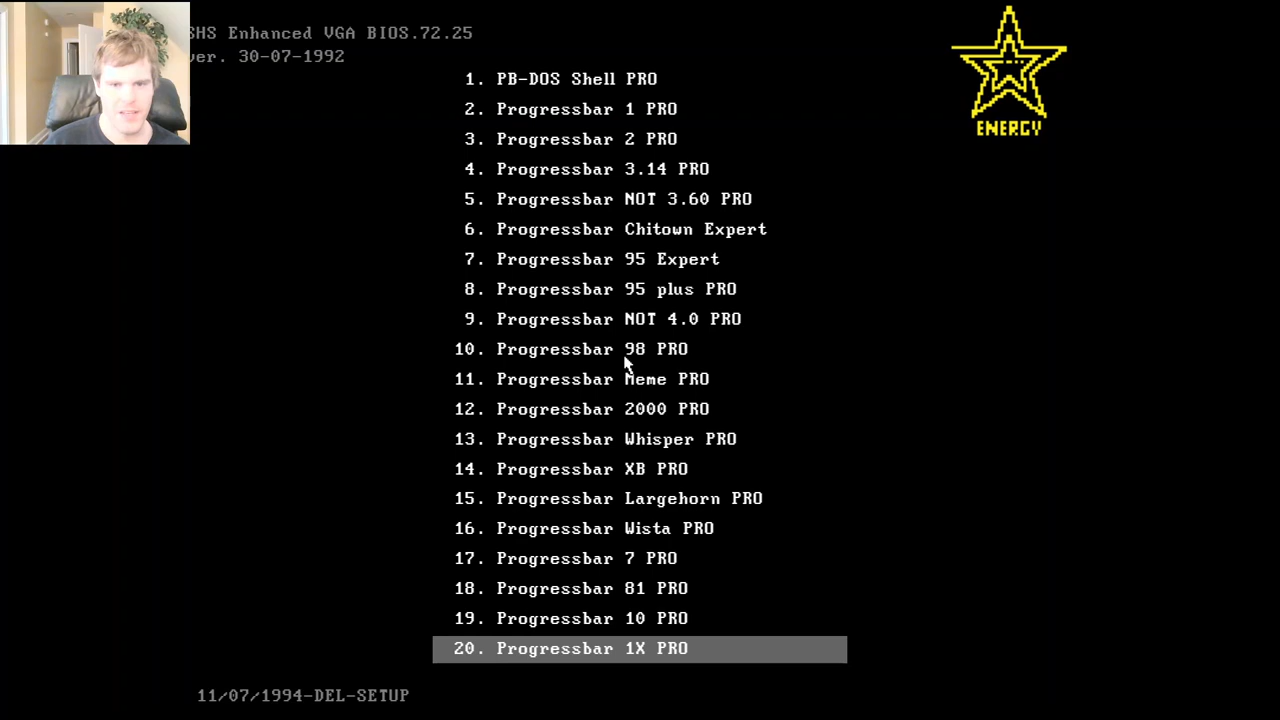 SHS Enhanced VGA BIOS.72.25
ver. 30-07-1992
ENERGY
1. PB-DOS Shell PRO
2. Progressbar 1 PRO
3. Progressbar 2 PRO
4. Progressbar 3.14 PRO
5. Progressbar NOT 3.60 PRO
6. Progressbar Chitown Expert
7. Progressbar 95 Expert
8. Progressbar 95 plus PRO
9. Progressbar NOT 4.0 PRO
10. Progressbar 98 PRO
11. Progressbar Meme PRO
12. Progressbar 2000 PRO
13. Progressbar Whisper PRO
14. Progressbar XB PRO
15. Progressbar Largehorn PRO
16. Progressbar Wista PRO
17. Progressbar 7 PRO
18. Progressbar 81 PRO
19. Progressbar 10 PRO
20. Progressbar 1X PRO
11/07/1994-DEL-SETUP